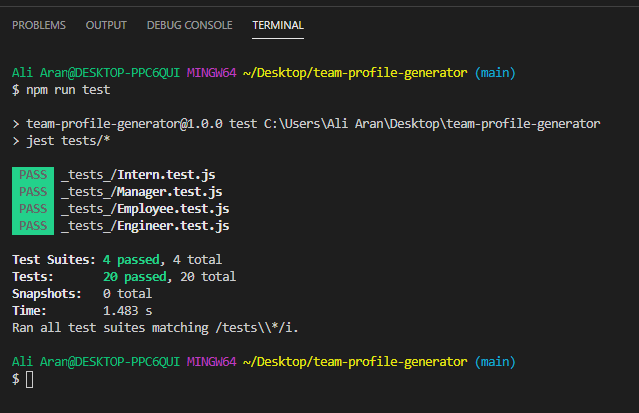 PROBLEMS OUTPUT DEBUG CONSOLE TERMINAL
Ali Aran@DESKTOP-PPC6QUI MINGW64 ~/Desktop/team-profile-generator (main)
$ npm run test
> team-profile-generator@1.0.0 test C:\Users\Ali Aran\Desktop\team-profile-generator
> jest tests/*
PASS _tests_/Intern.test.js
PASS _tests_/Manager.test.js
PASS _tests_/Employee.test.js
PASS _tests_/Engineer.test.js
Test Suites: 4 passed, 4 total
Tests: 20 passed, 20 total
Snapshots: 0 total
Time: 1.483 s
Ran all test suites matching /tests\\*/i.
Ali Aran@DESKTOP-PPC6QUI MINGW64 ~/Desktop/team-profile-generator (main)
$